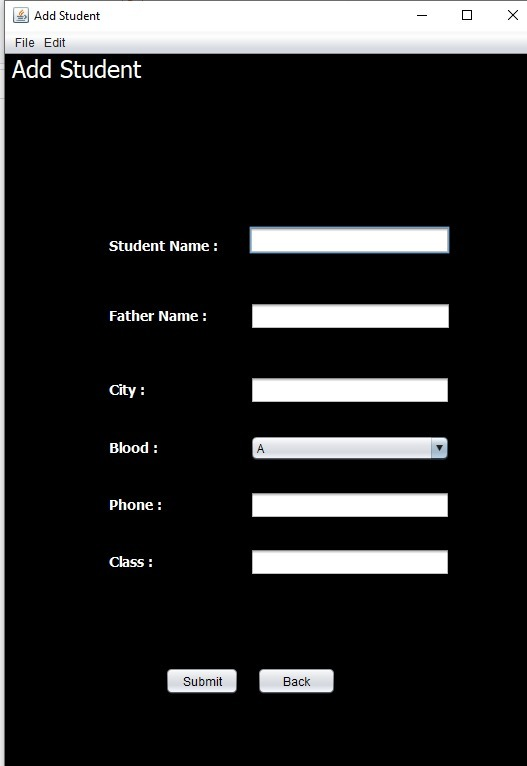 Add Student
File Edit
Add Student
Student Name :
Father Name :
City :
Blood :
A
Phone :
Class :
Submit Back